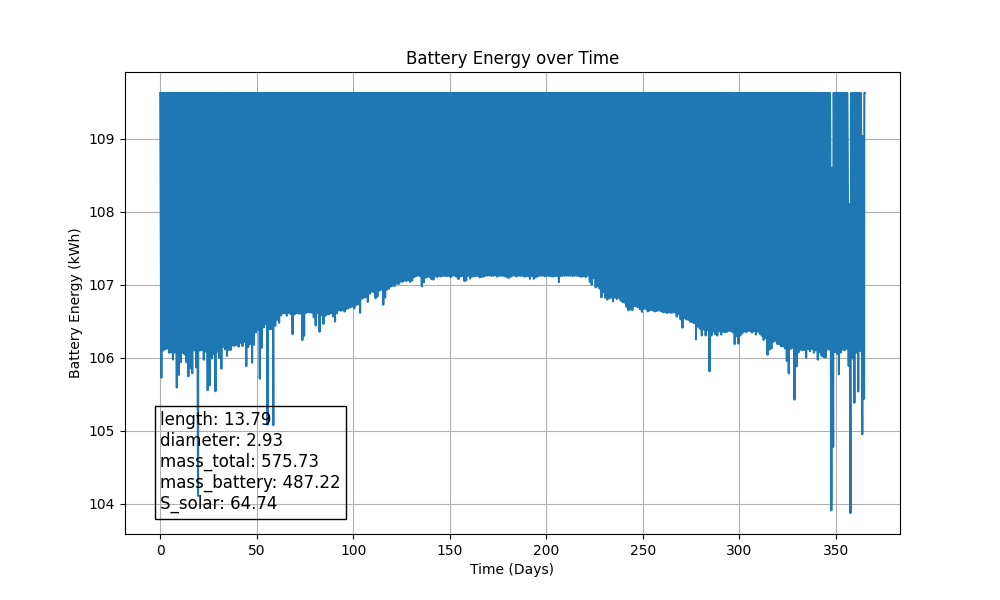 Battery Energy over Time
Battery Energy (kWh)
109
108
107
106
105
104
length: 13.79
diameter: 2.93
mass_total: 575.73
mass_battery: 487.22
S_solar: 64.74
0 50 100 150 200 250 300 350
Time (Days)